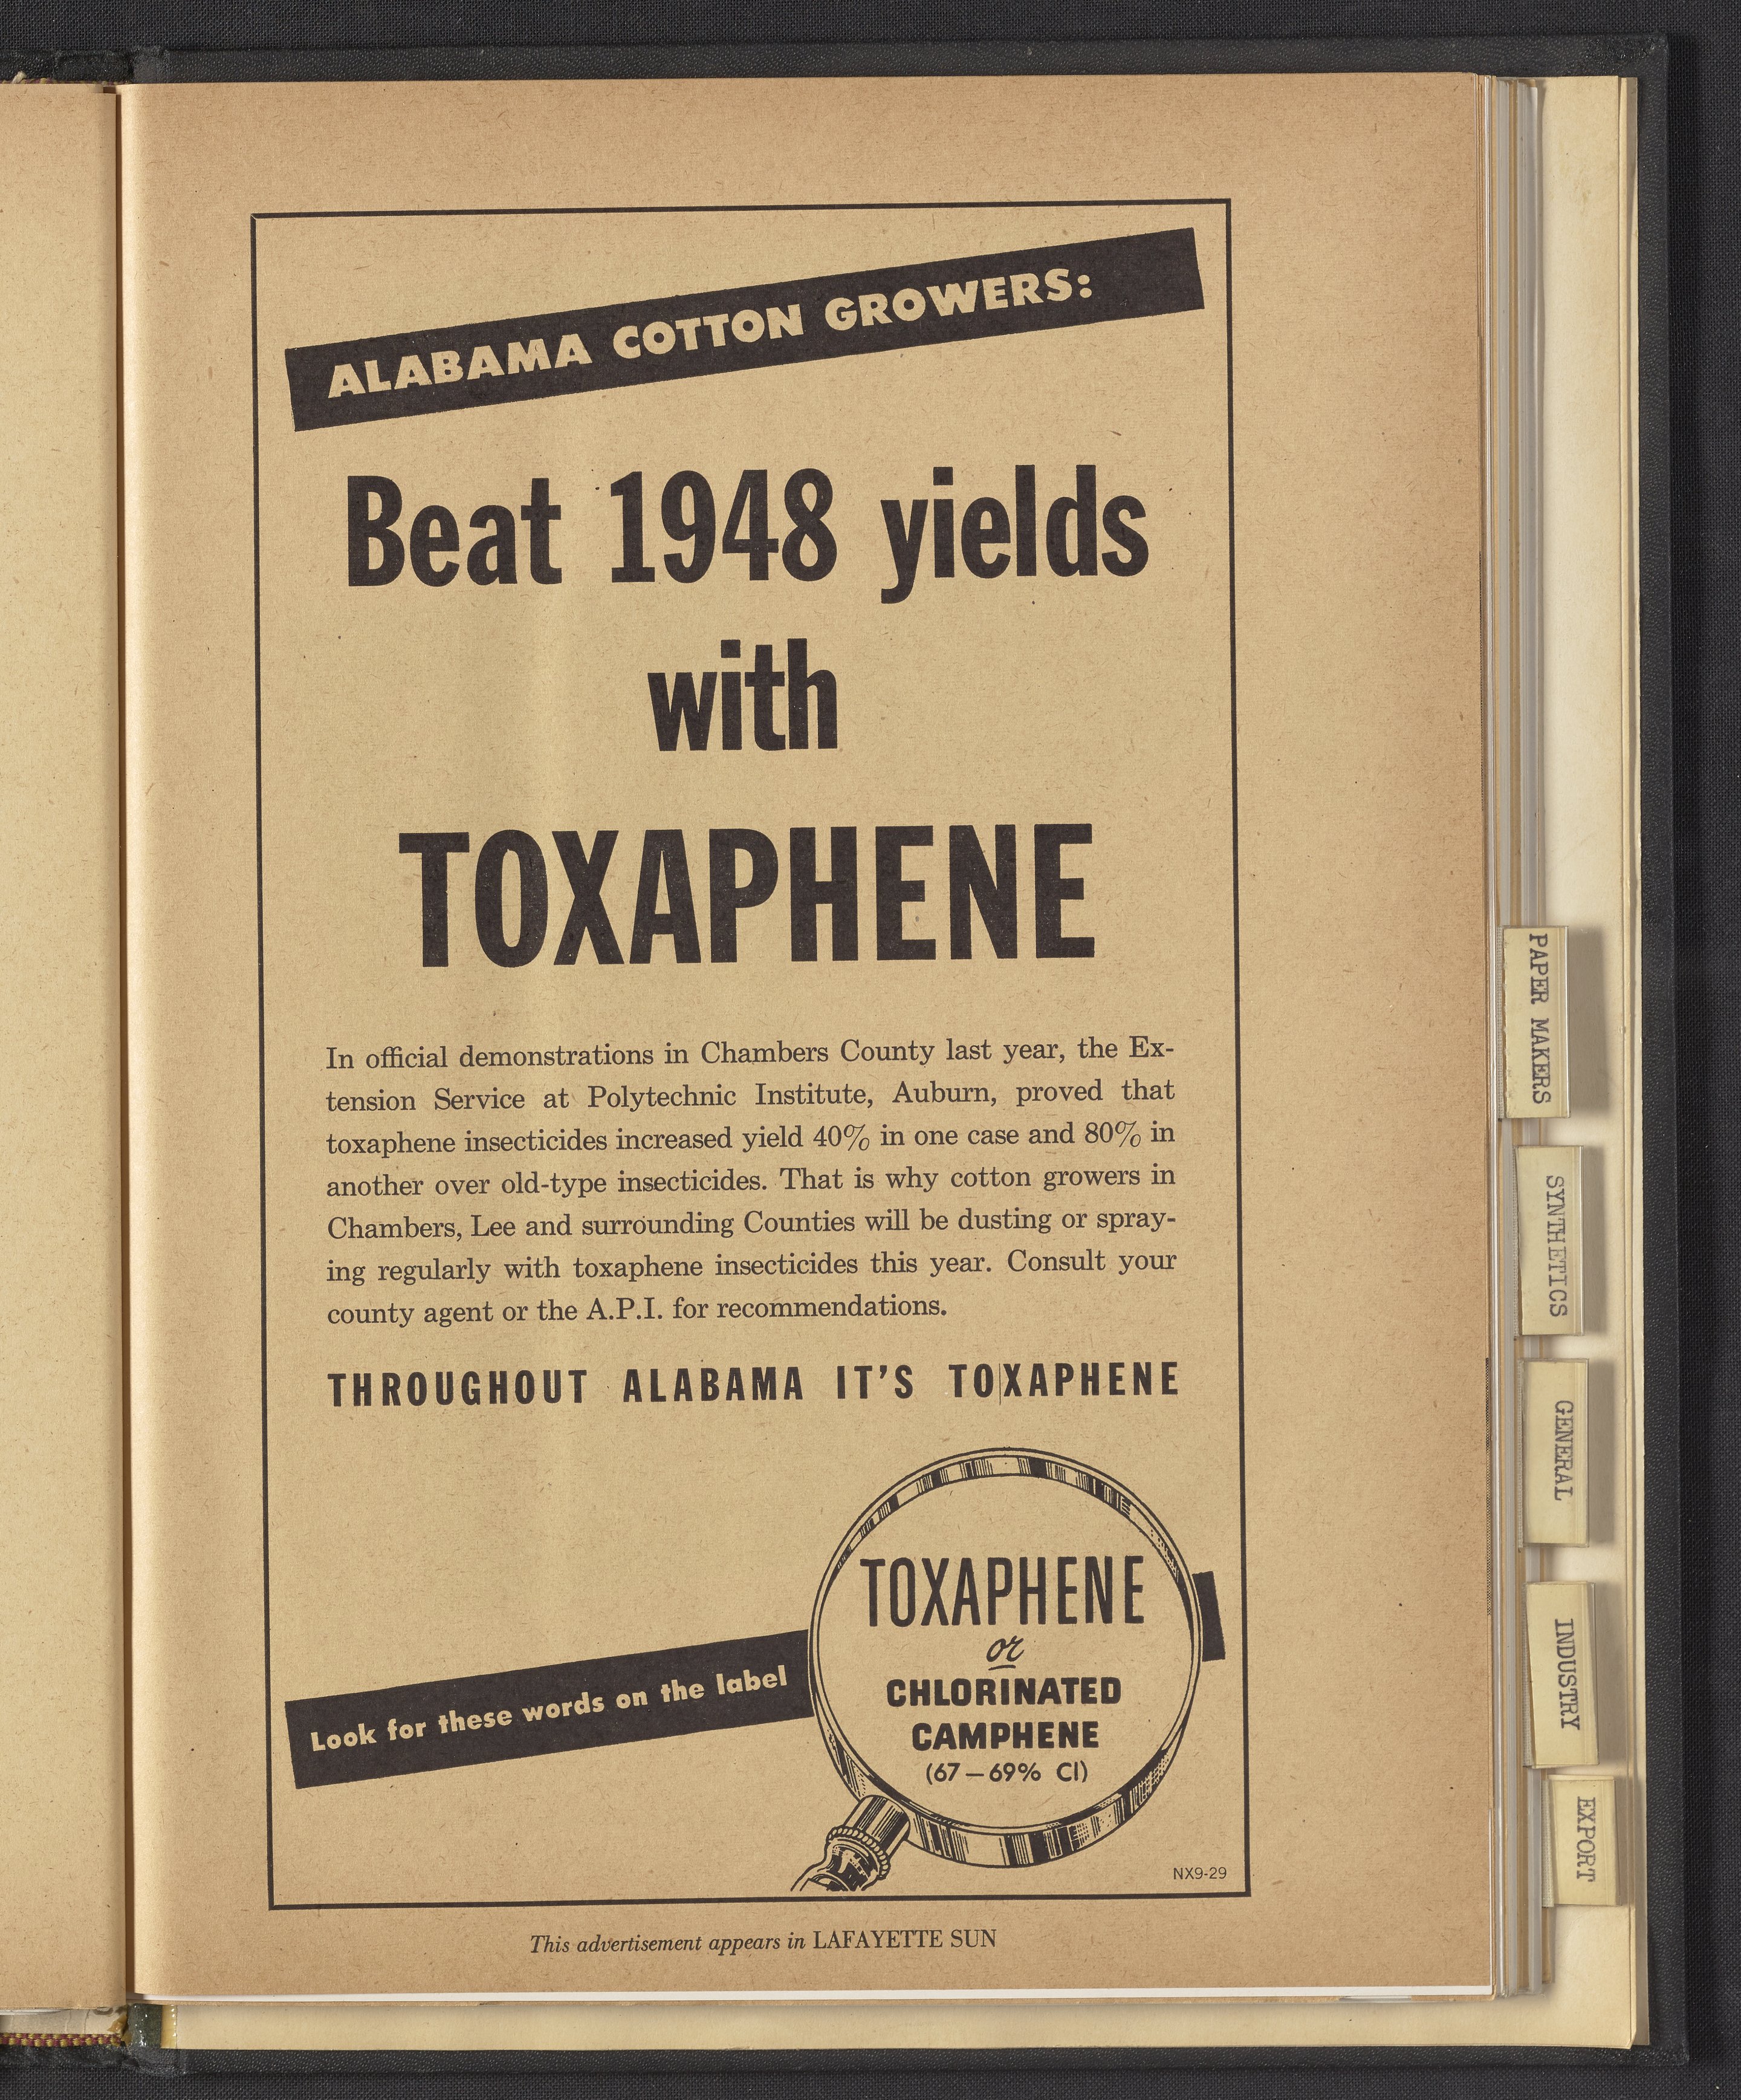 ALABAMA COTTON GROWERS:
Beat 1948 yields
with
TOXAPHENE
In official demonstrations in Chambers County last year, the Ex-
tension Service at Polytechnic Institute, Auburn, proved that
toxaphene insecticides increased yield 40% in one case and 80% in
another over old-type insecticides. That is why cotton growers in
Chambers, Lee and surrounding Counties will be dusting or spray-
ing regularly with toxaphene insecticides this year. Consult your
county agent or the A.P.I. for recommendations.
THROUGHOUT ALABAMA IT'S TOXAPHENE
Look for these words on the label
TOXAPHENE
or
CHLORINATED
CAMPHENE
(67—69% Cl)
NX9-29
This advertisement appears in LAFAYETTE SUN
PAPER MAKERS
SYNTHETICS
GENERAL
INDUSTRY
EXPORT